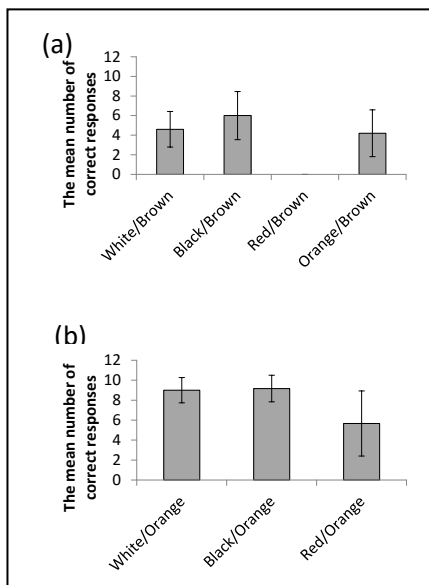 (a)
The mean number of
correct responses
12
10
8
6
4
2
0
White/Brown
Black/Brown
Red/Brown
Orange/Brown
(b)
The mean number of
correct responses
12
10
8
6
4
2
0
White/Orange
Black/Orange
Red/Orange